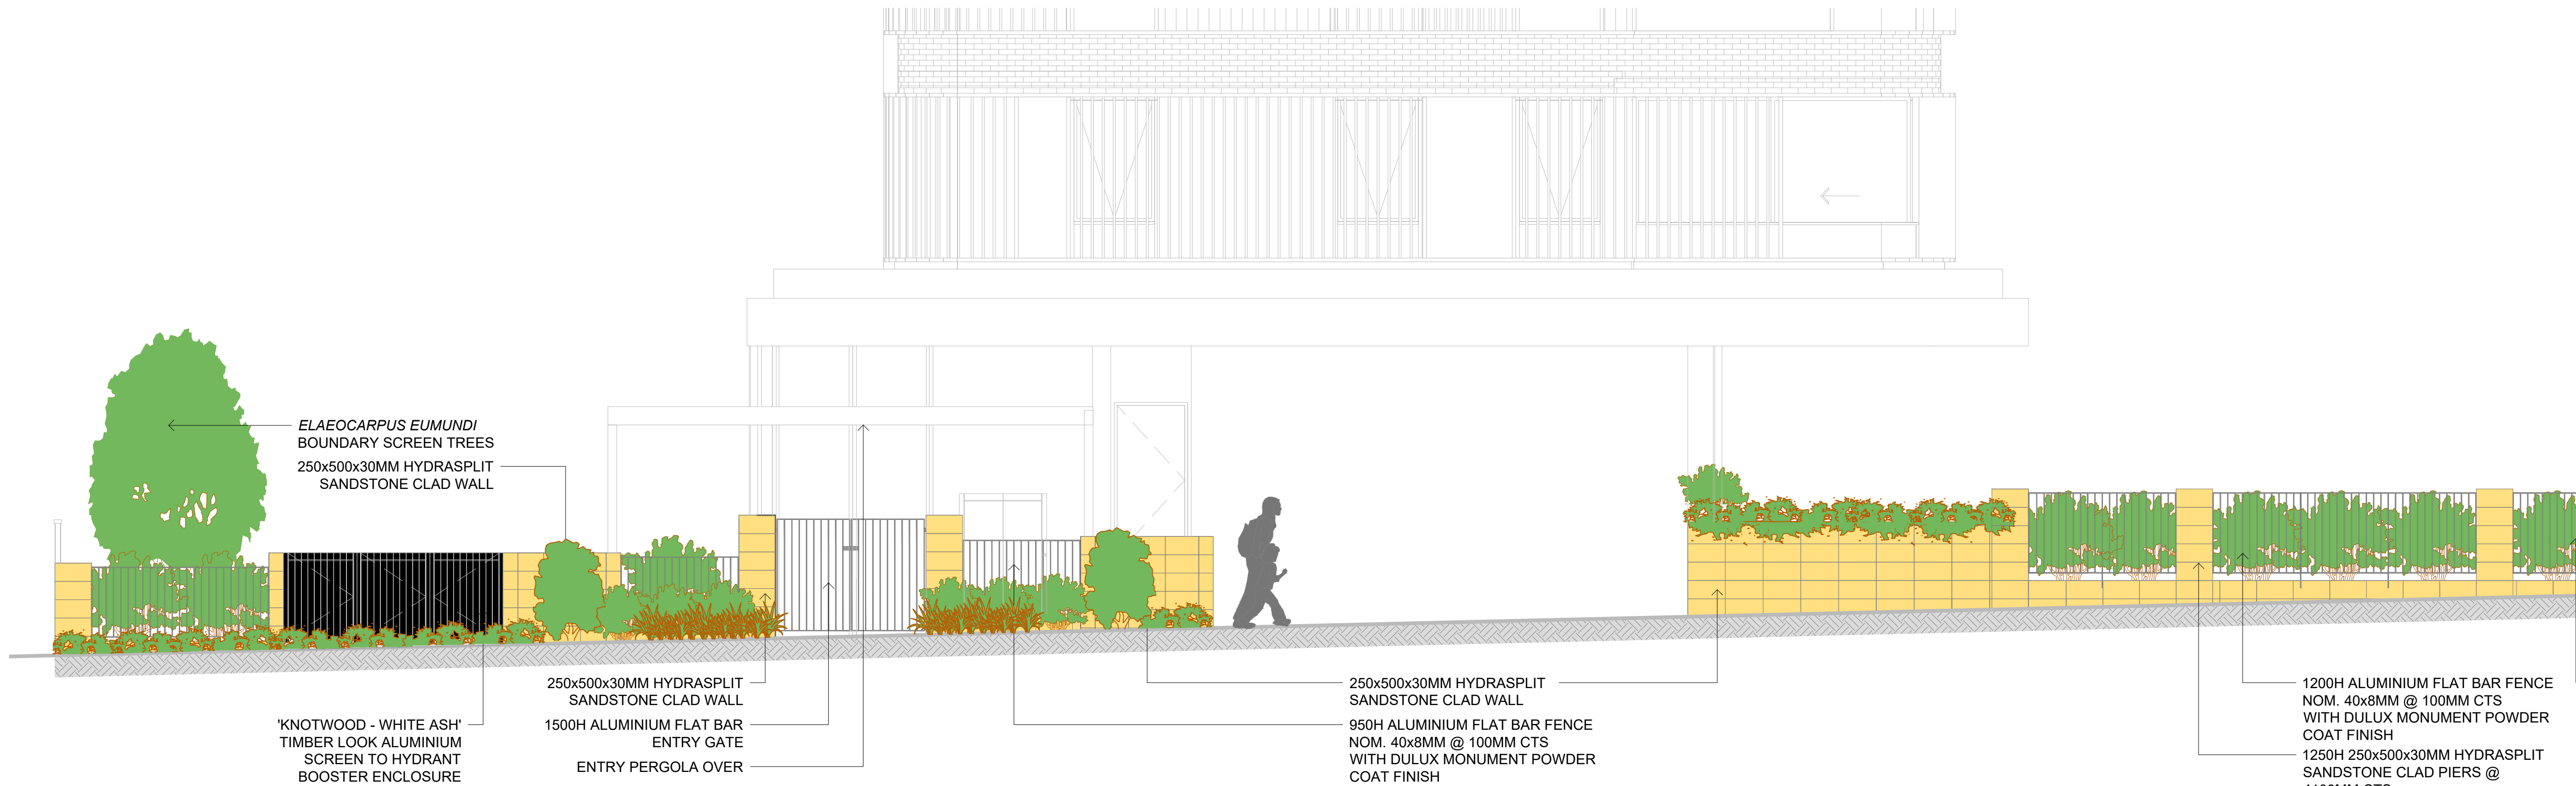 ELAEOCARPUS EUMUNDI
BOUNDARY SCREEN TREES
250x500x30MM HYDRASPLIT
SANDSTONE CLAD WALL
'KNOTWOOD - WHITE ASH'
TIMBER LOOK ALUMINIUM
SCREEN TO HYDRANT
BOOSTER ENCLOSURE
250x500x30MM HYDRASPLIT
SANDSTONE CLAD WALL
1500H ALUMINIUM FLAT BAR
ENTRY GATE
ENTRY PERGOLA OVER
250x500x30MM HYDRASPLIT
SANDSTONE CLAD WALL
950H ALUMINIUM FLAT BAR FENCE
NOM. 40x8MM @ 100MM CTS
WITH DULUX MONUMENT POWDER
COAT FINISH
1200H ALUMINIUM FLAT BAR FENCE
NOM. 40x8MM @ 100MM CTS
WITH DULUX MONUMENT POWDER
COAT FINISH
1250H 250x500x30MM HYDRASPLIT
SANDSTONE CLAD PIERS @